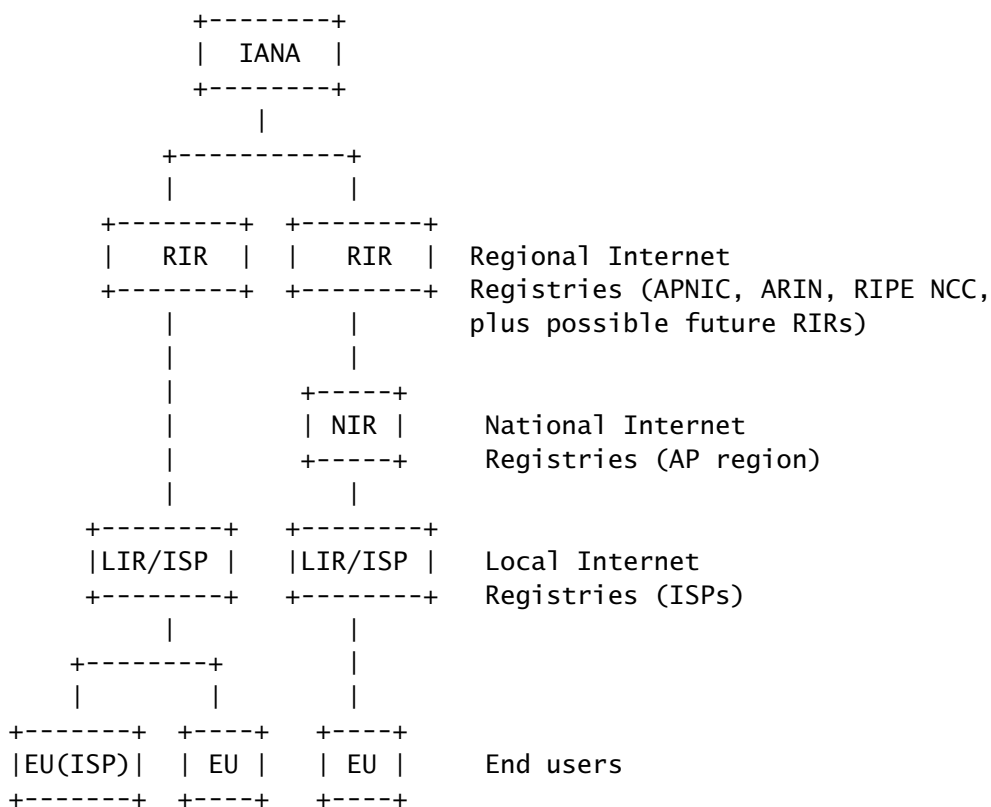 +--------+
|  IANA  |
+--------+
|
+-----------+
|           |
+--------+  +--------+
|   RIR  |  |   RIR  |  Regional Internet
+--------+  +--------+  Registries (APNIC, ARIN, RIPE NCC,
|           |       plus possible future RIRs)
|           |
|        +-----+
|        | NIR |     National Internet
|        +-----+     Registries (AP region)
|           |
+--------+   +--------+
|LIR/ISP |   |LIR/ISP |   Local Internet
+--------+   +--------+   Registries (ISPs)
|           |
+--------+        |
|        |        |
+-------+  +----+   +----+
|EU(ISP)|  | EU |   | EU |     End users
+-------+  +----+   +----+